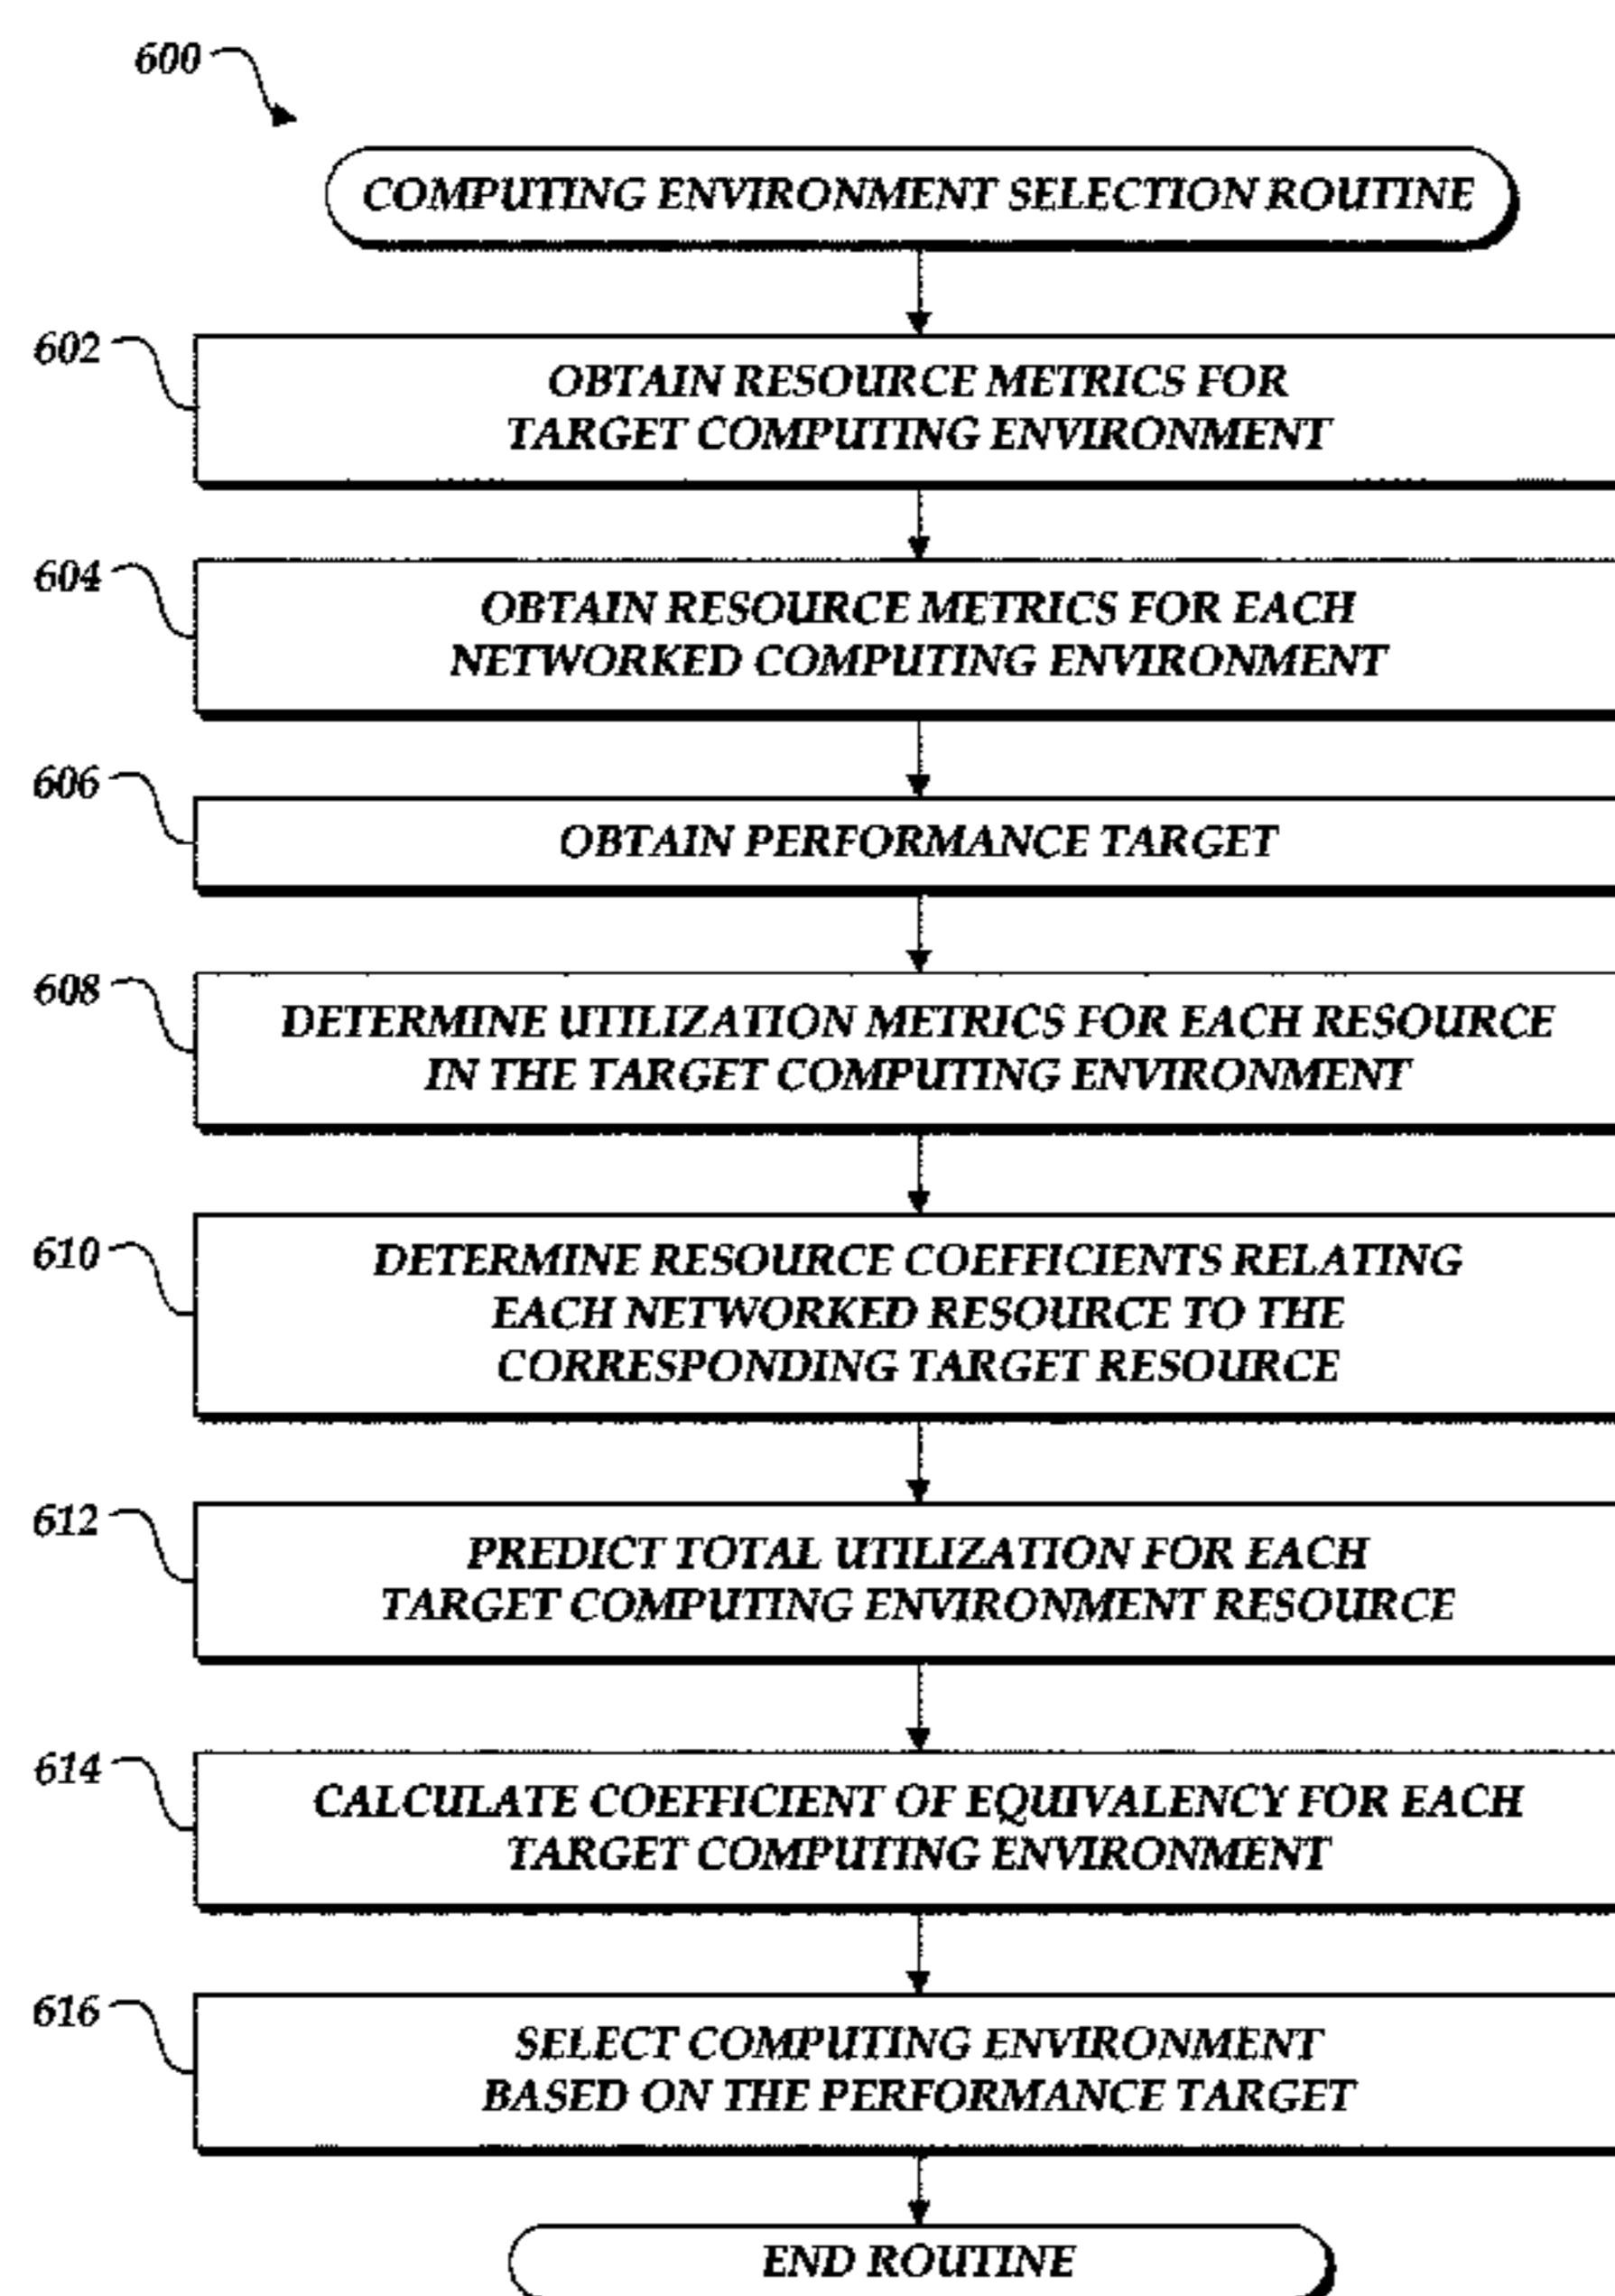 600
COMPUTING ENVIRONMENT SELECTION ROUTINE
602
OBTAIN RESOURCE METRICS FOR
TARGET COMPUTING ENVIRONMENT
604
OBTAIN RESOURCE METRICS FOR EACH
NETWORKED COMPUTING ENVIRONMENT
606
OBTAIN PERFORMANCE TARGET
608
DETERMINE UTILIZATION METRICS FOR EACH RESOURCE
IN THE TARGET COMPUTING ENVIRONMENT
610
DETERMINE RESOURCE COEFFICIENTS RELATING
EACH NETWORKED RESOURCE TO THE
CORRESPONDING TARGET RESOURCE
612
PREDICT TOTAL UTILIZATION FOR EACH
TARGET COMPUTING ENVIRONMENT RESOURCE
614
CALCULATE COEFFICIENT OF EQUIVALENCY FOR EACH
TARGET COMPUTING ENVIRONMENT
616
SELECT COMPUTING ENVIRONMENT
BASED ON THE PERFORMANCE TARGET
END ROUTINE